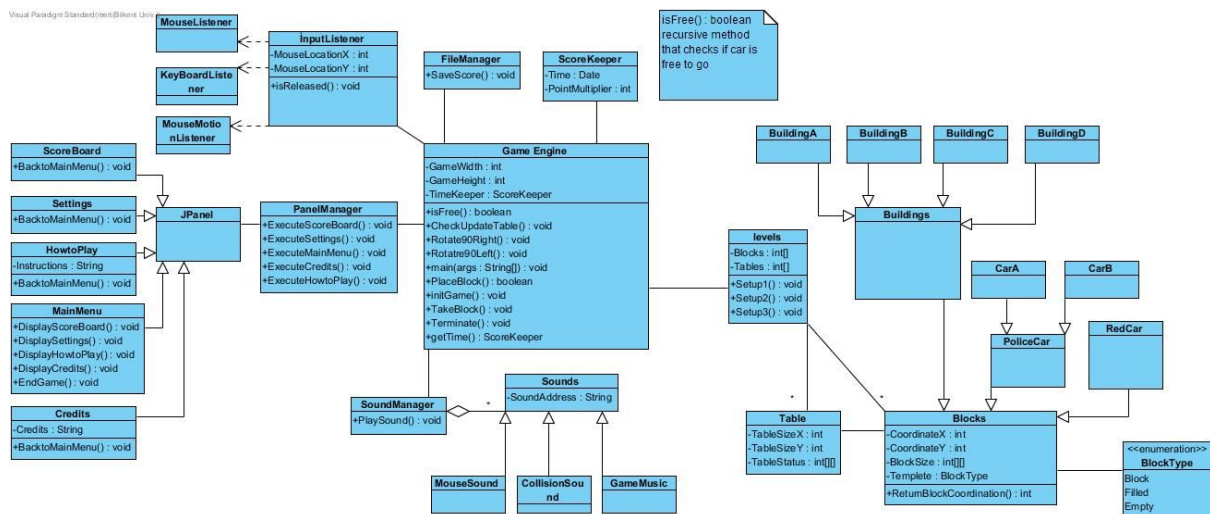 Visual Paradigm Standard(mert(Bilkent Univ.
MouseListener
KeyBoardListe
ner
MouseMotio
nListener
InputListener
-MouseLocationX : int
-MouseLocationY : int
+isReleased() : void
FileManager
+SaveScore() : void
ScoreKeeper
-Time : Date
-PointMultiplier : int
isFree() : boolean
recursive method
that checks if car is
free to go
ScoreBoard
+BacktoMainMenu() : void
Settings
+BacktoMainMenu() : void
HowtoPlay
-Instructions : String
+BacktoMainMenu() : void
MainMenu
+DisplayScoreBoard() : void
+DisplaySettings() : void
+DisplayHowtoPlay() : void
+DisplayCredits() : void
+EndGame() : void
Credits
-Credits : String
+BacktoMainMenu() : void
JPanel
PanelManager
+ExecuteScoreBoard() : void
+ExecuteSettings() : void
+ExecuteMainMenu() : void
+ExecuteCredits() : void
+ExecuteHowtoPlay() : void
Game Engine
-GameWidth : int
-GameHeight : int
-TimeKeeper : ScoreKeeper
+isFree() : boolean
+CheckUpdateTable() : void
+Rotate90Right() : void
+Rotatre90Left() : void
+main(args : String[]) : void
+PlaceBlock() : boolean
+initGame() : void
+TakeBlock() : void
+Terminate() : void
+getTime() : ScoreKeeper
SoundManager
+PlaySound() : void
*
Sounds
-SoundAddress : String
MouseSound
CollisionSou
nd
GameMusic
levels
-Blocks : int[]
-Tables : int[]
+Setup1() : void
+Setup2() : void
+Setup3() : void
BuildingA
BuildingB
BuildingC
BuildingD
Buildings
CarA
CarB
PoliceCar
RedCar
*
*
Table
-TableSizeX : int
-TableSizeY : int
-TableStatus : int[][]
Blocks
-CoordinateX : int
-CoordinateY : int
-BlockSize : int[][]
-Templete : BlockType
+ReturnBlockCoordination() : int
<<enumeration>>
BlockType
Block
Filled
Empty